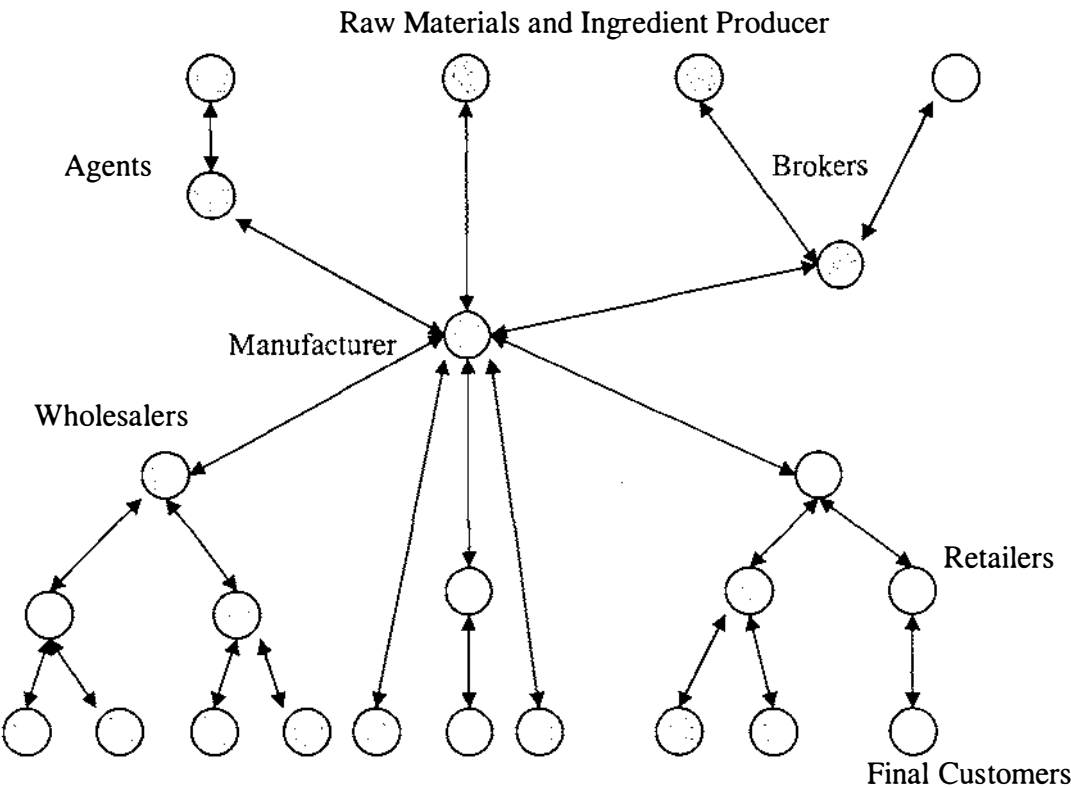 Raw Materials and Ingredient Producer
Agents
Brokers
Manufacturer
Wholesalers
Retailers
Final Customers